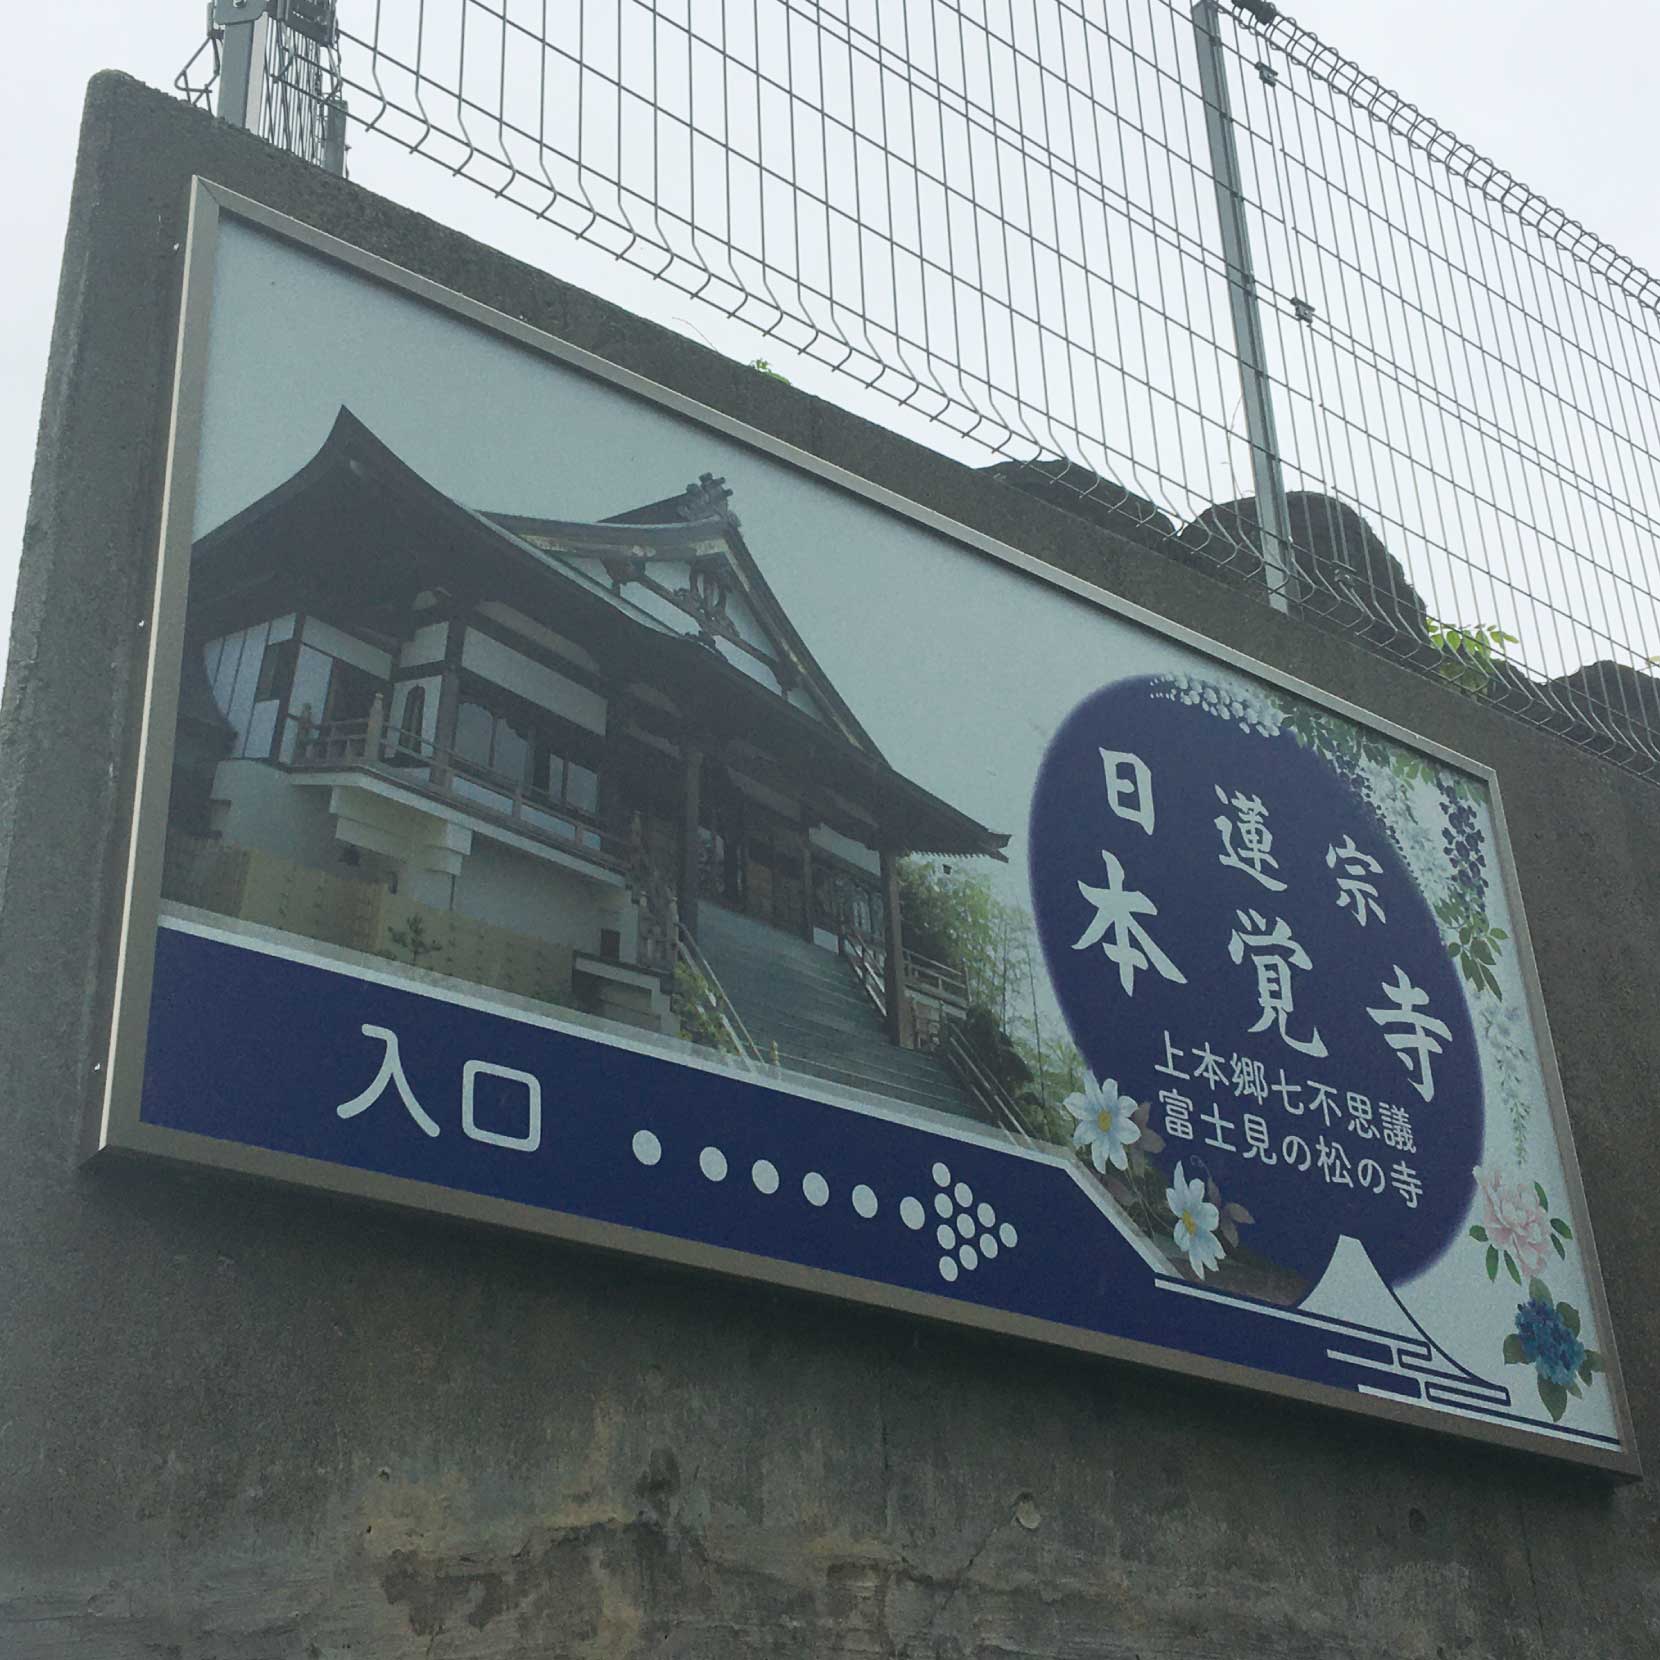 日蓮宗
本覚寺
上本郷七不思議
富士見の松の寺
入口